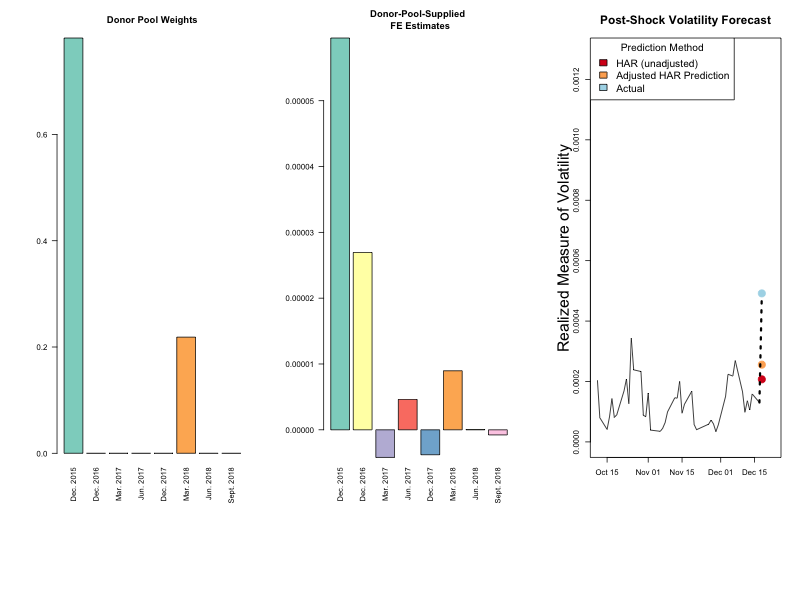 Donor Pool Weights
0.6
0.4
0.2
0.0
Dec. 2015
Dec. 2016
Mar. 2017
Jun. 2017
Dec. 2017
Mar. 2018
Jun. 2018
Sept. 2018
Donor-Pool-Supplied
FE Estimates
0.00005
0.00004
0.00003
0.00002
0.00001
0.00000
Dec. 2015
Dec. 2016
Mar. 2017
Jun. 2017
Dec. 2017
Mar. 2018
Jun. 2018
Sept. 2018
Post-Shock Volatility Forecast
Prediction Method
HAR (unadjusted)
Adjusted HAR Prediction
Actual
Realized Measure of Volatility
0.0012
0.0010
0.0008
0.0006
0.0004
0.0002
0.0000
Oct 15
Nov 01
Nov 15
Dec 01
Dec 15